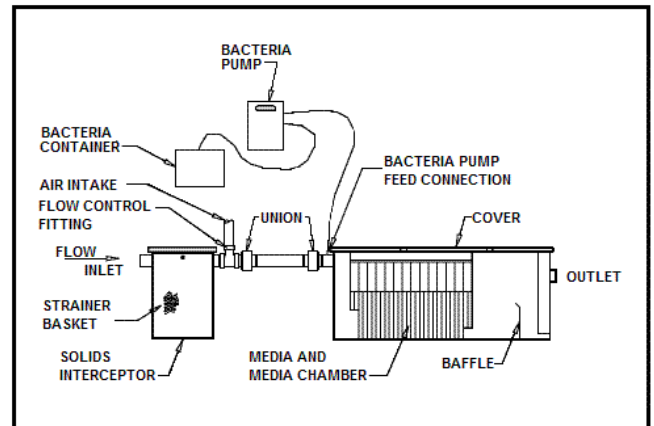 BACTERIA
PUMP
BACTERIA
CONTAINER
AIR INTAKE
FLOW CONTROL
FITTING
UNION
BACTERIA PUMP
FEED CONNECTION
COVER
FLOW
INLET
OUTLET
STRAINER
BASKET
SOLIDS
INTERCEPTOR
MEDIA AND
MEDIA CHAMBER
BAFFLE